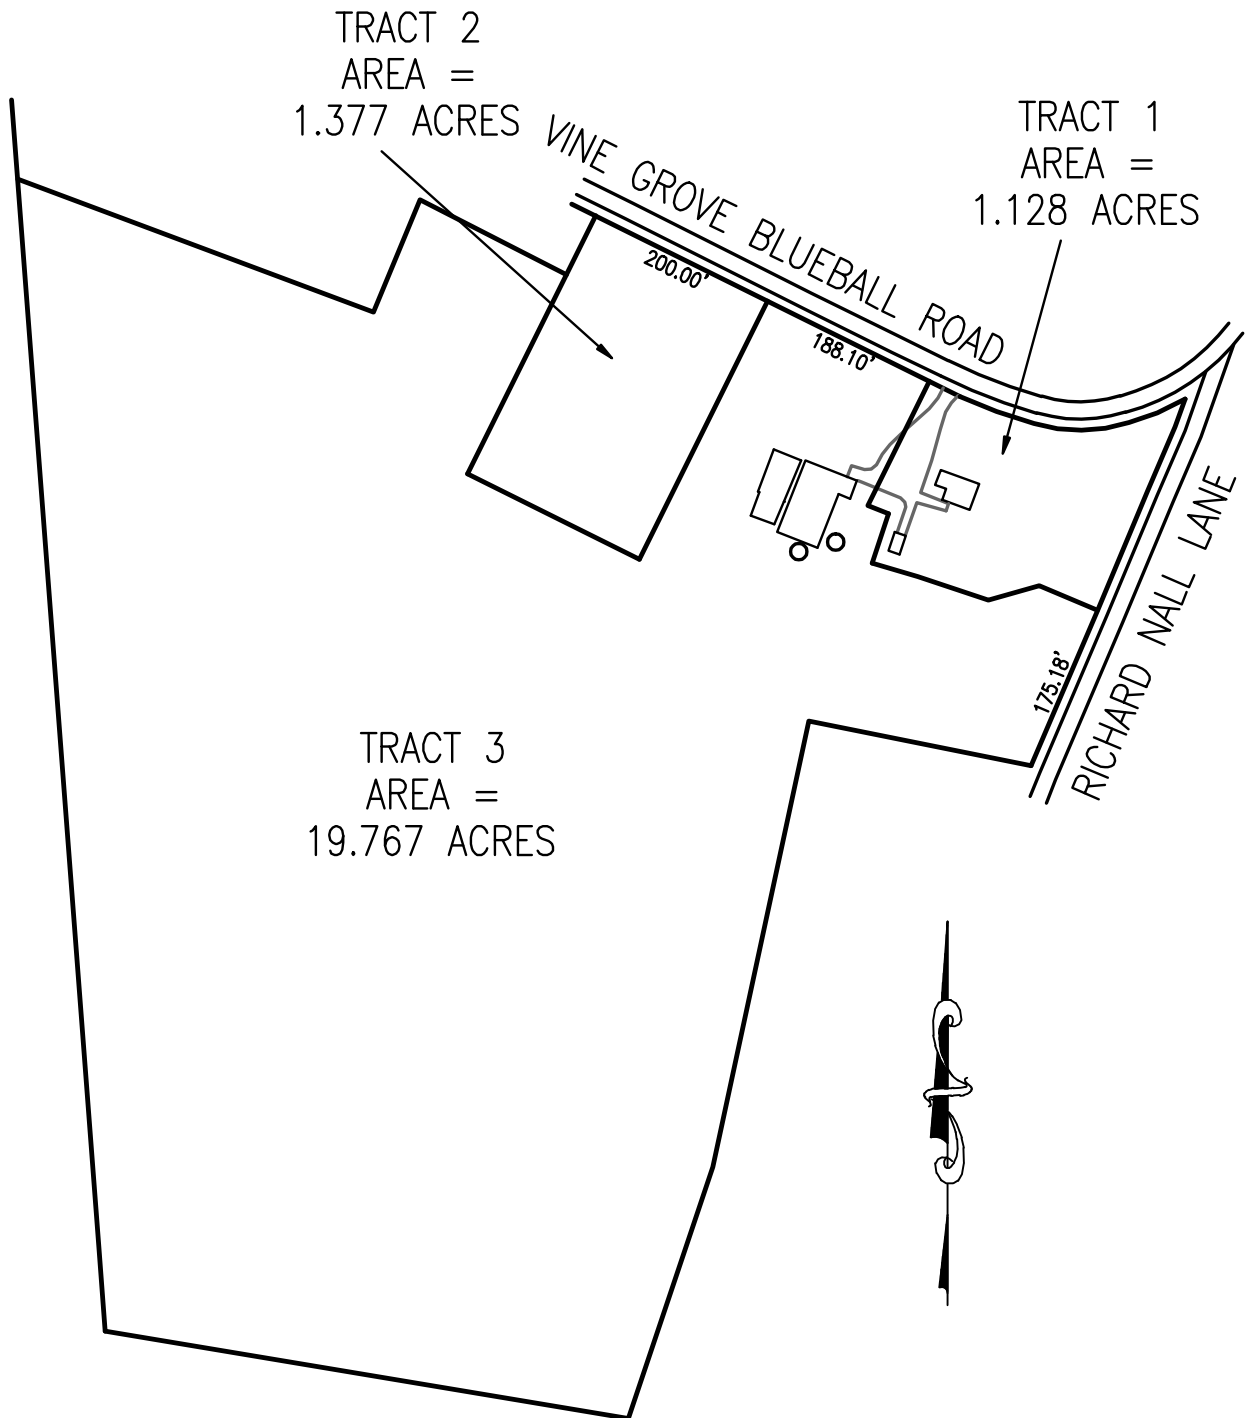 TRACT 2
AREA =
1.377 ACRES
VINE GROVE BLUEBALL ROAD
TRACT 1
AREA =
1.128 ACRES
200.00'
188.10'
RICHARD NALL LANE
175.18'
TRACT 3
AREA =
19.767 ACRES